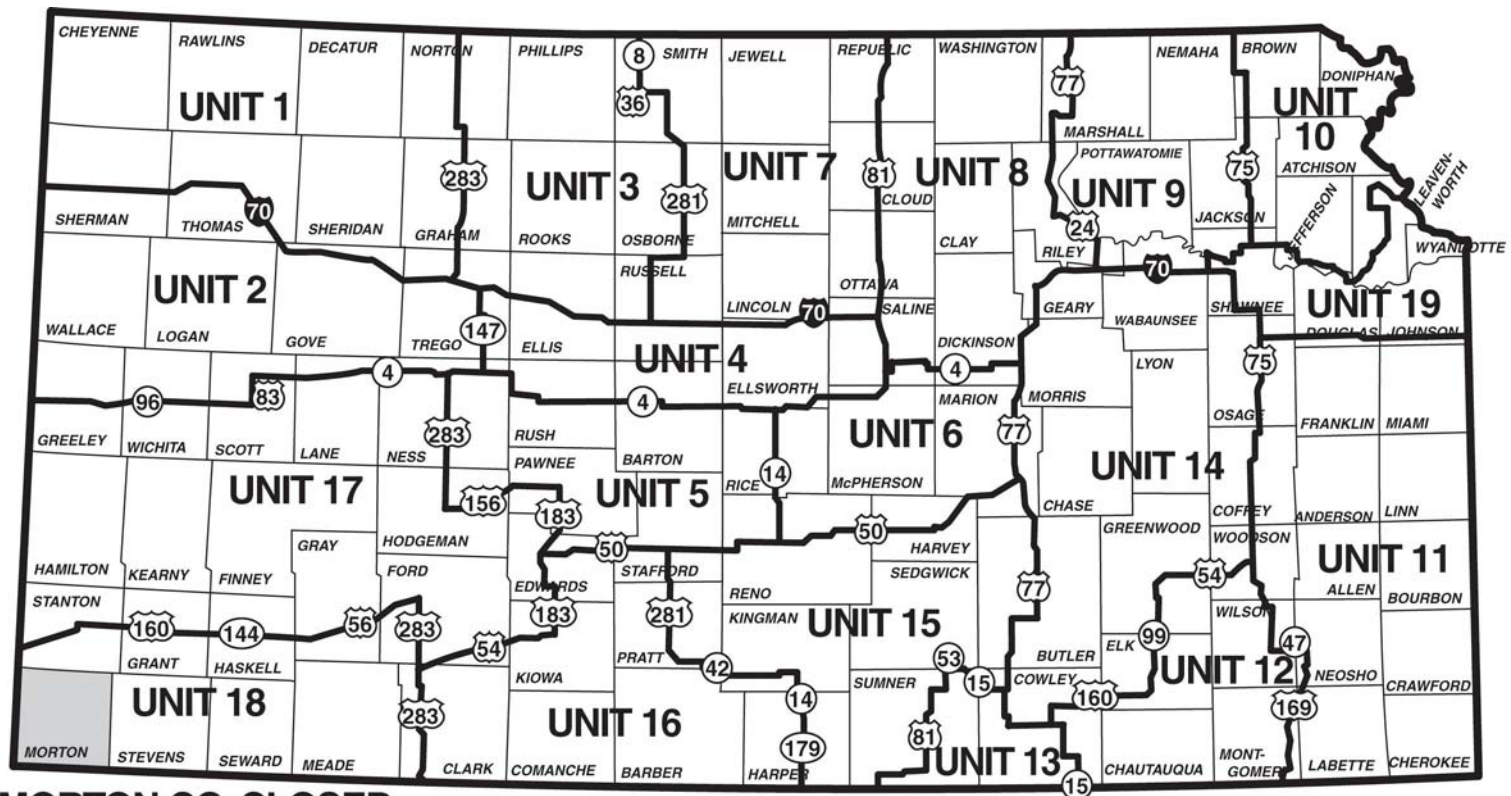 CHEYENNE
RAWLINS
DECATUR
NORTON
PHILLIPS
8
SMITH
JEWELL
REPUBLIC
WASHINGTON
77
NEMAHA
BROWN
DONIPHAN
UNIT 1
36
MARSHALL
UNIT
10
283
UNIT 3
281
UNIT 7
81
CLOUD
UNIT 8
POTTAWATOMIE
UNIT 9
75
ATCHISON
LEAVEN-
WORTH
JEFFERSON
SHERMAN
70
THOMAS
SHERIDAN
GRAHAM
ROOKS
OSBORNE
MITCHELL
CLAY
24
RILEY
JACKSON
WYANDOTTE
UNIT 2
RUSSELL
LINCOLN
70
OTTAWA
SALINE
GEARY
70
WABAUNSEE
SHAWNEE
UNIT 19
DOUGLAS
JOHNSON
WALLACE
LOGAN
GOVE
TREGO
147
ELLIS
UNIT 4
ELLSWORTH
DICKINSON
4
MORRIS
LYON
75
OSAGE
FRANKLIN
MIAMI
96
83
4
4
MARION
GREELEY
WICHITA
SCOTT
LANE
NESS
283
RUSH
PAWNEE
BARTON
RICE
14
McPHERSON
UNIT 6
77
UNIT 14
UNIT 17
156
183
UNIT 5
50
HARVEY
CHASE
GREENWOOD
COFFEY
WOODSON
ANDERSON
LINN
HAMILTON
KEARNY
FINNEY
GRAY
HODGEMAN
FORD
EDWARDS
50
STAFFORD
RENO
SEDGWICK
77
54
UNIT 11
ALLEN
BOURBON
STANTON
160
144
56
283
54
183
281
KINGMAN
UNIT 15
99
WILSON
47
GRANT
HASKELL
KIOWA
PRATT
42
53
15
SUMNER
BUTLER
COWLEY
ELK
160
UNIT 12
NEOSHO
CRAWFORD
UNIT 18
283
UNIT 16
14
179
81
UNIT 13
15
169
MORTON
STEVENS
SEWARD
MEADE
CLARK
COMANCHE
BARBER
HARPER
CHAUTAUQUA
MONT-
GOMERY
LABETTE
CHEROKEE